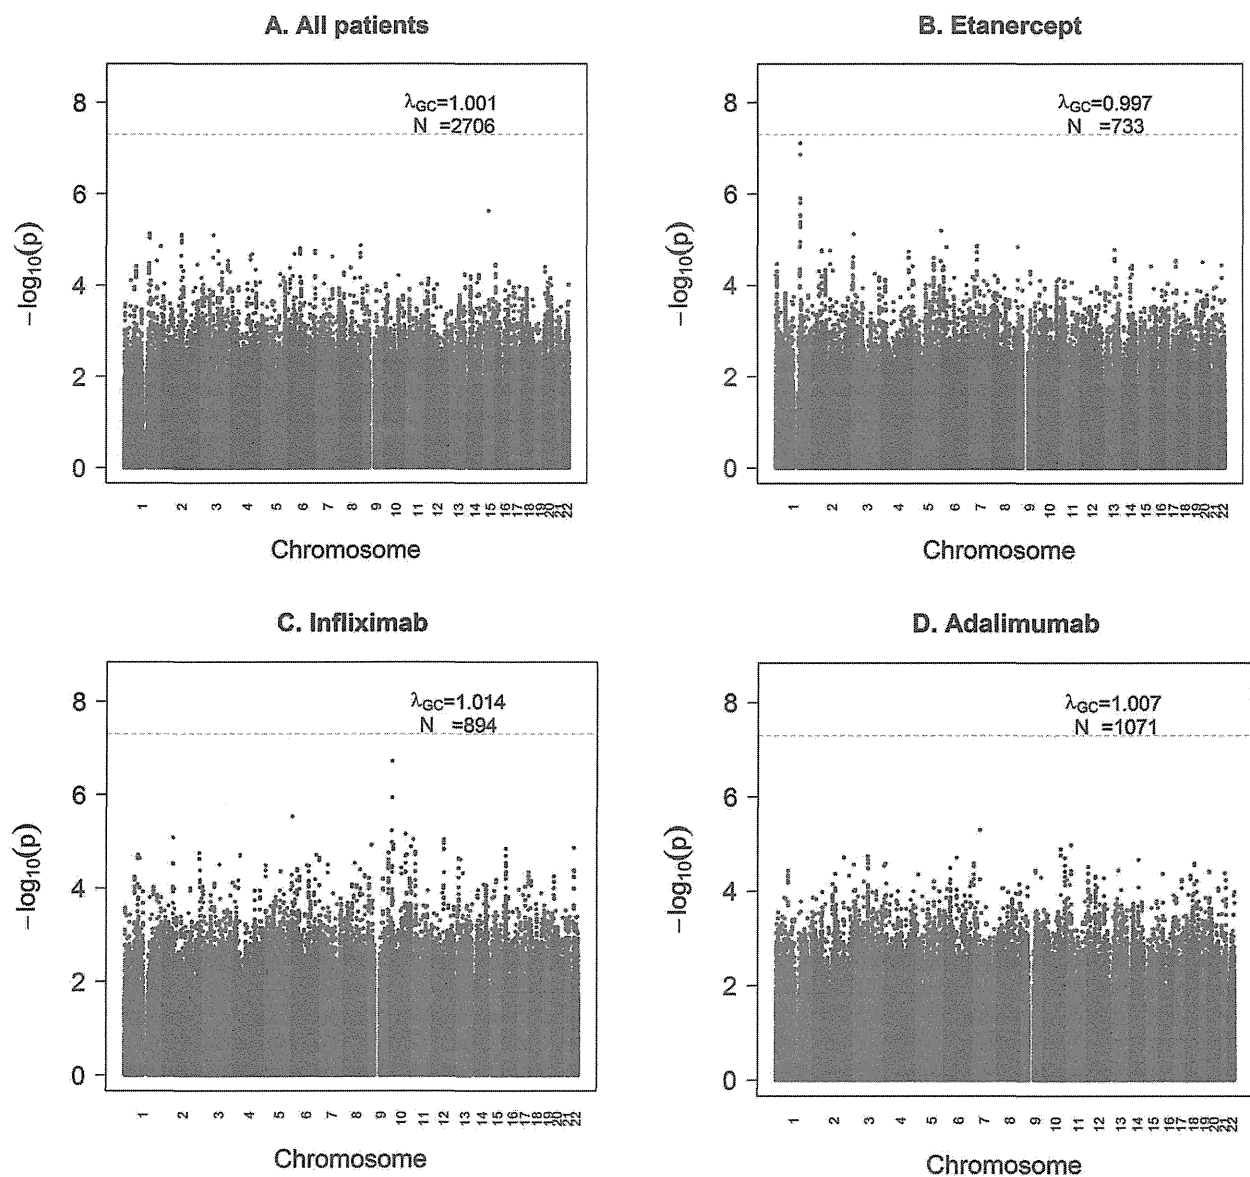 A. All patients
−log10(p)
8
6
4
2
0
λGC=1.001
N =2706
1 2 3 4 5 6 7 8 9 10 11 12 13 14 15 16 17 18 19 20 21 22
Chromosome
B. Etanercept
−log10(p)
8
6
4
2
0
λGC=0.997
N =733
1 2 3 4 5 6 7 8 9 10 11 12 13 14 15 16 17 18 19 20 21 22
Chromosome
C. Infliximab
−log10(p)
8
6
4
2
0
λGC=1.014
N =894
1 2 3 4 5 6 7 8 9 10 11 12 13 14 15 16 17 18 19 20 21 22
Chromosome
D. Adalimumab
−log10(p)
8
6
4
2
0
λGC=1.007
N =1071
1 2 3 4 5 6 7 8 9 10 11 12 13 14 15 16 17 18 19 20 21 22
Chromosome